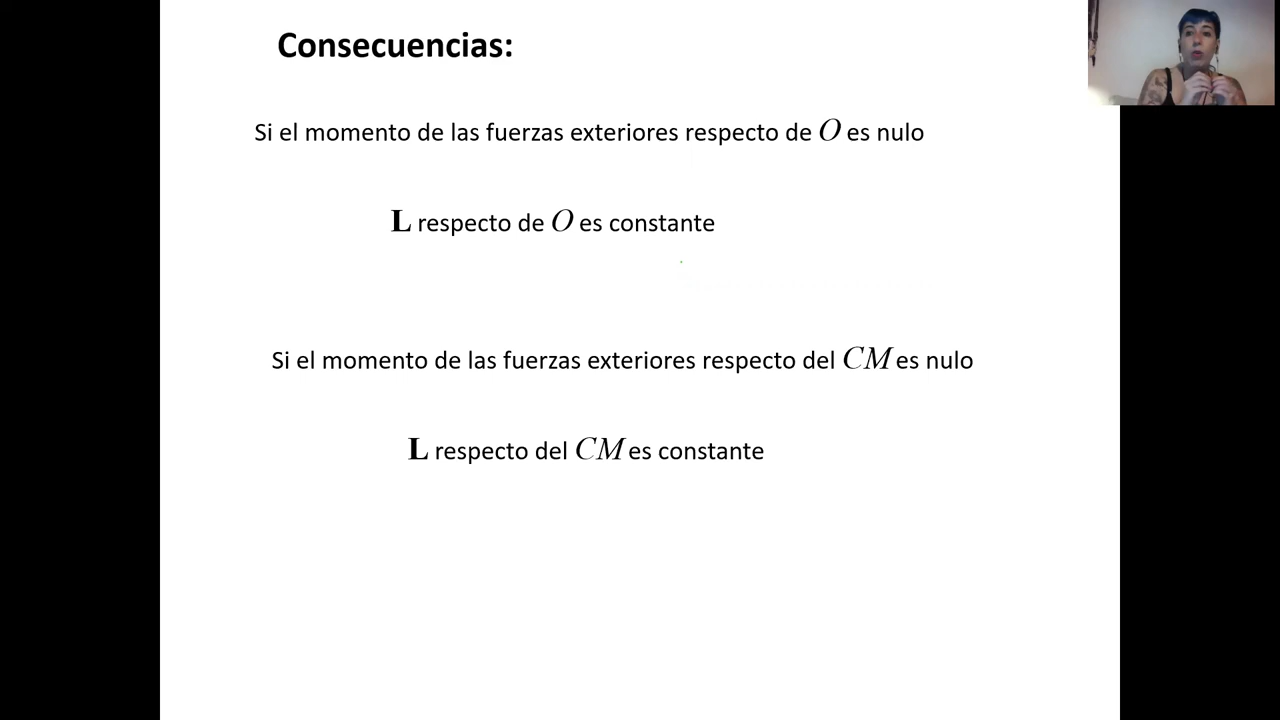 Consecuencias:
Si el momento de las fuerzas exteriores respecto de O es nulo
L respecto de O es constante
Si el momento de las fuerzas exteriores respecto del CM es nulo
L respecto del CM es constante